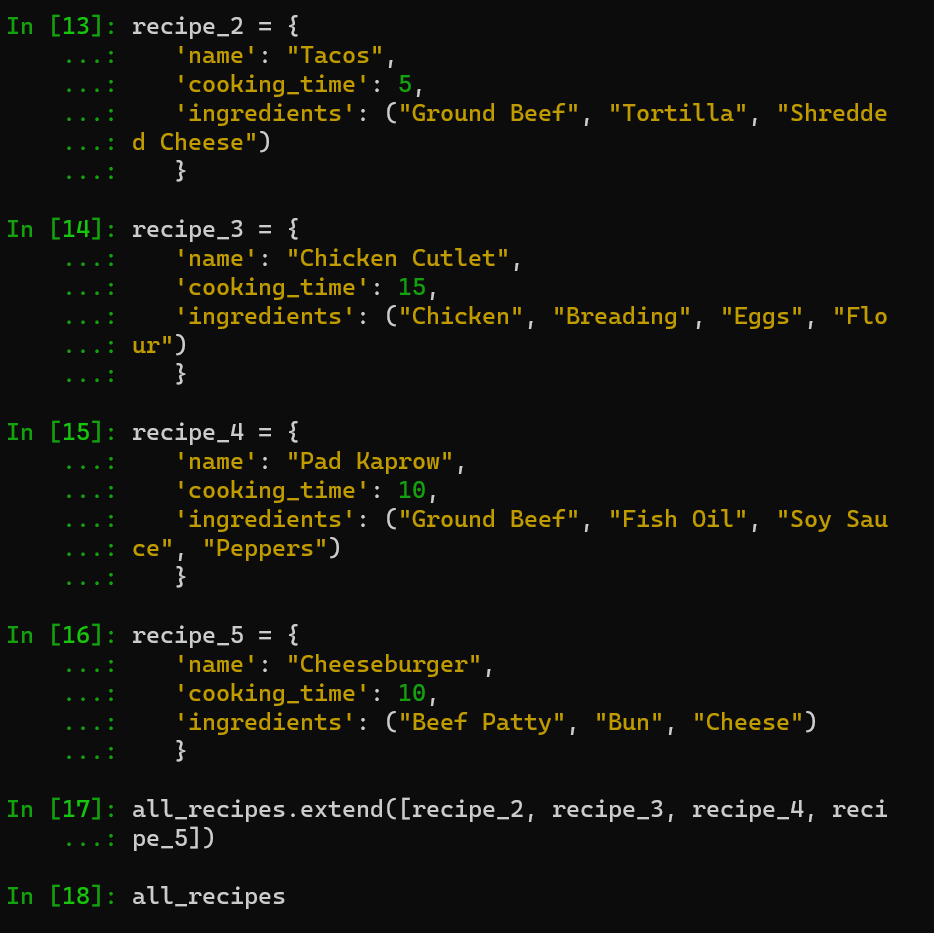 In [13]: recipe_2 = {
    ...:    'name': "Tacos",
    ...:    'cooking_time': 5,
    ...:    'ingredients': ("Ground Beef", "Tortilla", "Shredde
    ...: d Cheese")
    ...:    }
In [14]: recipe_3 = {
    ...:    'name': "Chicken Cutlet",
    ...:    'cooking_time': 15,
    ...:    'ingredients': ("Chicken", "Breading", "Eggs", "Flo
    ...: ur")
    ...:    }
In [15]: recipe_4 = {
    ...:    'name': "Pad Kaprow",
    ...:    'cooking_time': 10,
    ...:    'ingredients': ("Ground Beef", "Fish Oil", "Soy Sau
    ...: ce", "Peppers")
    ...:    }
In [16]: recipe_5 = {
    ...:    'name': "Cheeseburger",
    ...:    'cooking_time': 10,
    ...:    'ingredients': ("Beef Patty", "Bun", "Cheese")
    ...:    }
In [17]: all_recipes.extend([recipe_2, recipe_3, recipe_4, reci
    ...: pe_5])
In [18]: all_recipes